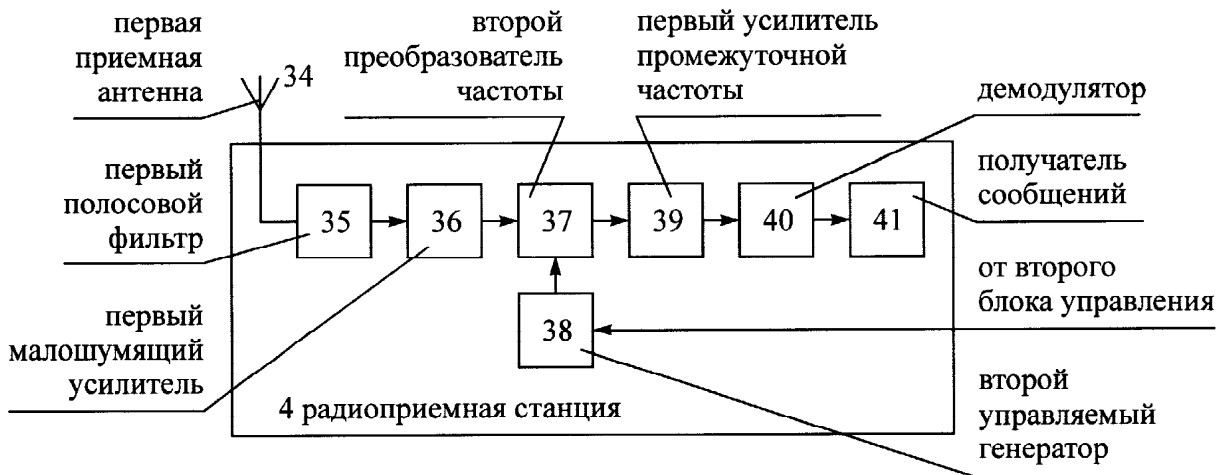 первая
приемная
антенна
34
второй
преобразователь
частоты
первый усилитель
промежуточной
частоты
демодулятор
первый
полосовой
фильтр
получатель
сообщений
35
36
37
39
40
41
от второго
блока управления
38
первый
малошумящий
усилитель
4 радиоприемная станция
второй
управляемый
генератор